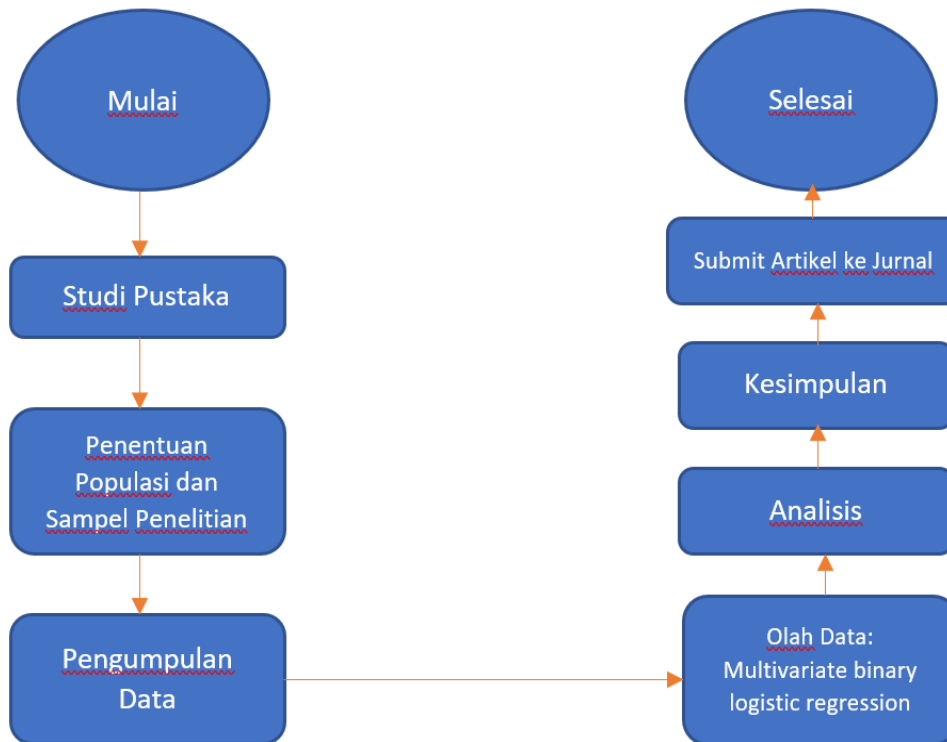 Mulai
Studi Pustaka
Penentuan
Populasi dan
Sampel Penelitian
Pengumpulan
Data
Olah Data:
Multivariate binary
logistic regression
Analisis
Kesimpulan
Submit Artikel ke Jurnal
Selesai